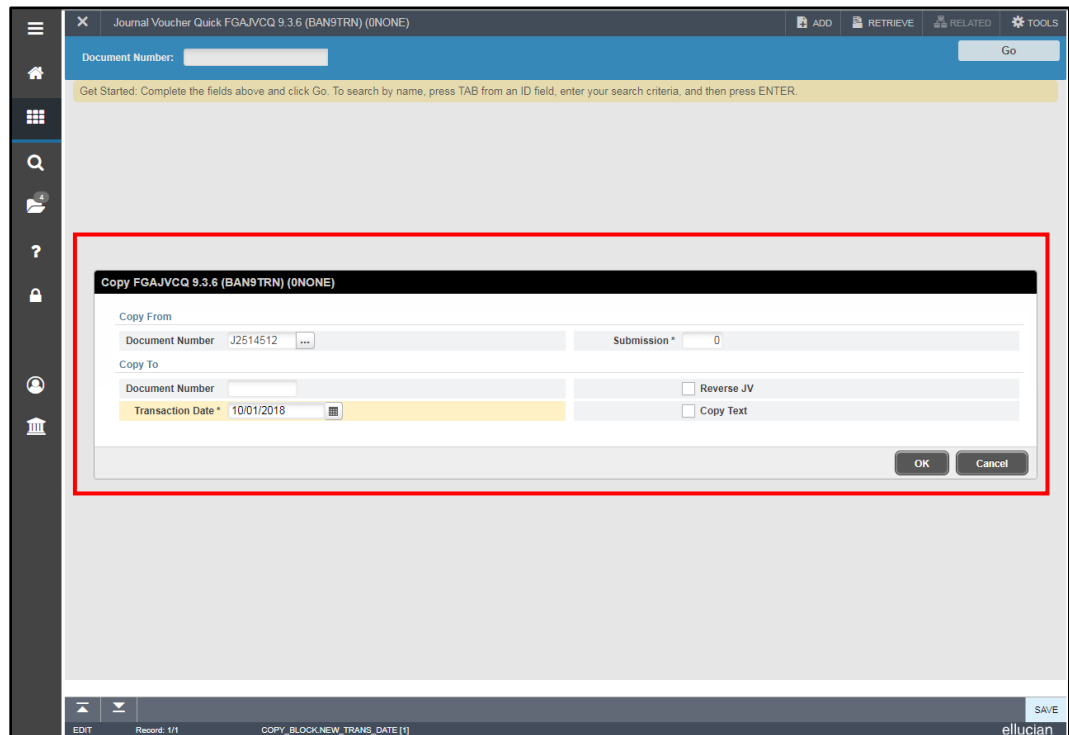 Journal Voucher Quick FGAJVCQ 9.3.6 (BAN9TRN) (0NONE) ADD RETRIEVE RELATED TOOLS
Document Number: Go
Get Started: Complete the fields above and click Go. To search by name, press TAB from an ID field, enter your search criteria, and then press ENTER.
4
?
Copy FGAJVCQ 9.3.6 (BAN9TRN) (0NONE)
Copy From
Document Number J2514512 ... Submission * 0
Copy To
Document Number Reverse JV
Transaction Date * 10/01/2018 Copy Text
OK Cancel
SAVE
EDIT Record: 1/1 COPY_BLOCK.NEW_TRANS_DATE [1] ellucian